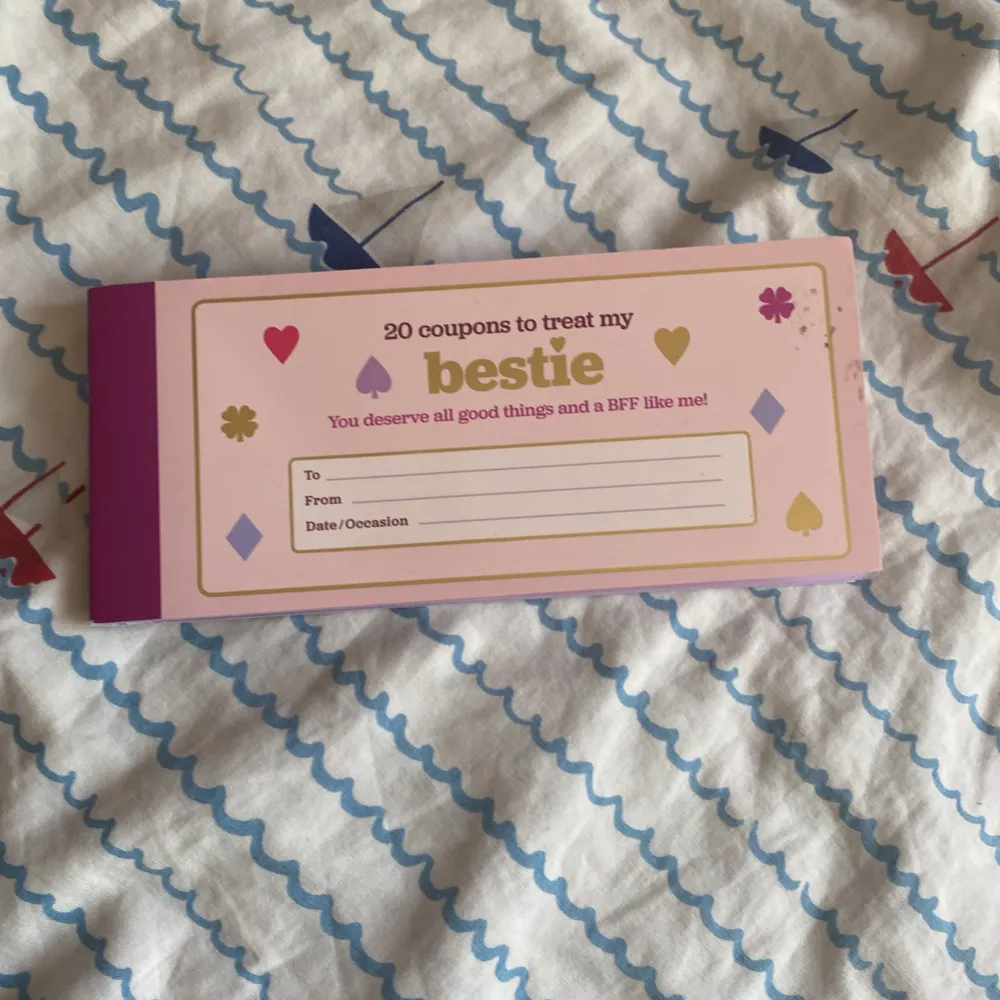 20 coupons to treat my
bestie
You deserve all good things and a BFF like me!
To
From
Date/Occasion